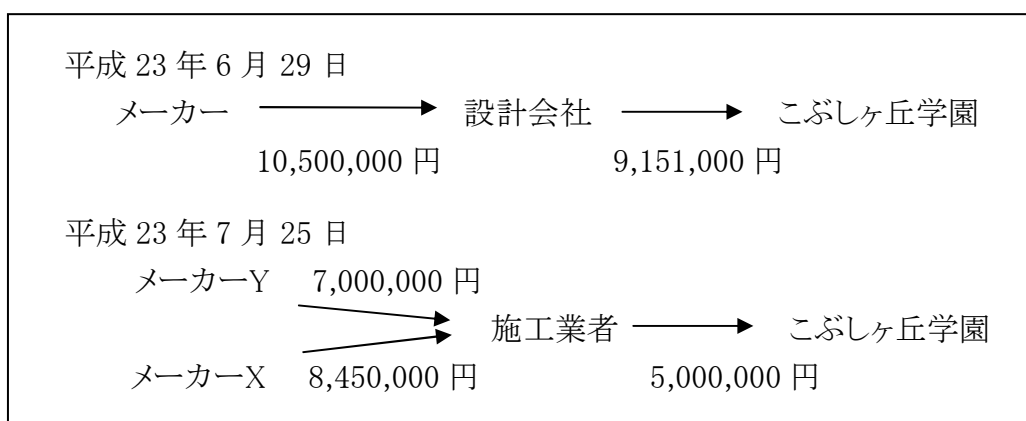 平成 23 年 6 月 29 日
メーカー 設計会社 こぶしヶ丘学園
10,500,000 円 9,151,000 円
平成 23 年 7 月 25 日
メーカーY 7,000,000 円
施工業者 こぶしヶ丘学園
メーカーX 8,450,000 円 5,000,000 円